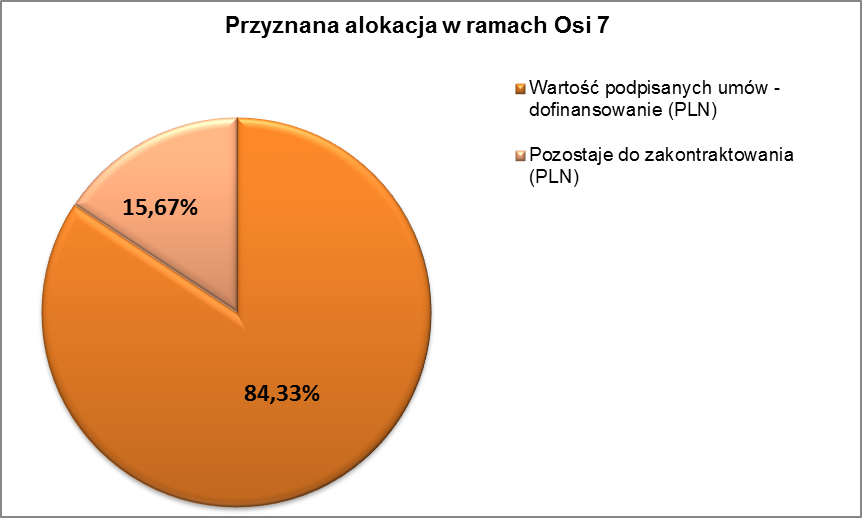 Przyznana alokacja w ramach Osi 7
Wartość podpisanych umów -
dofinansowanie (PLN)
Pozostaje do zakontraktowania
(PLN)
15,67%
84,33%